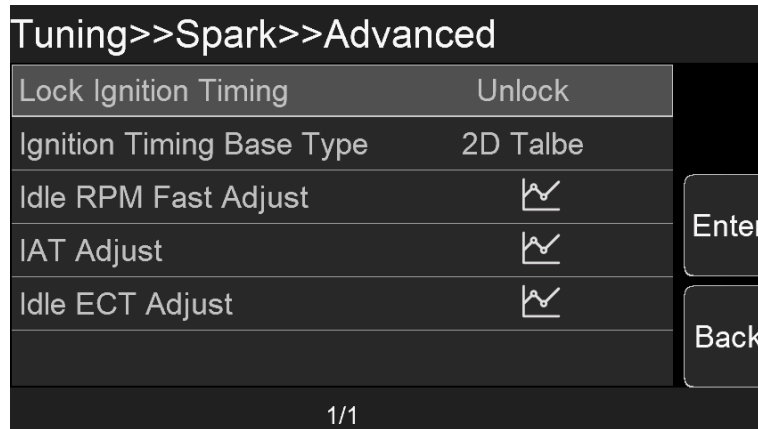 Tuning>>Spark>>Advanced
Lock Ignition Timing Unlock
Ignition Timing Base Type 2D Talbe
Idle RPM Fast Adjust
IAT Adjust
Idle ECT Adjust
Enter
Back
1/1